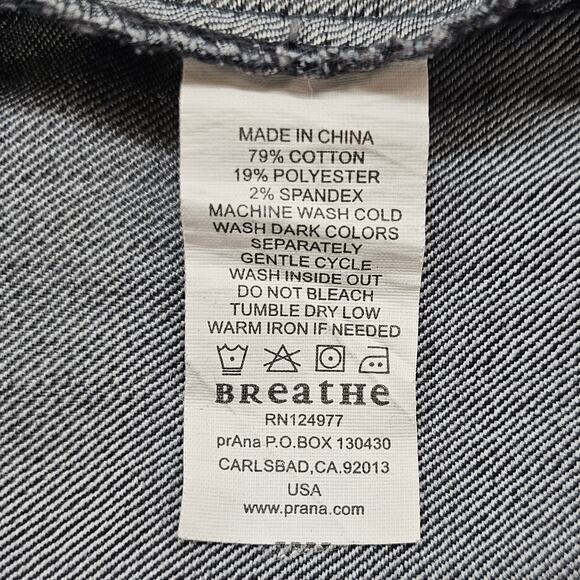 MADE IN CHINA
79% COTTON
19% POLYESTER
2% SPANDEX
MACHINE WASH COLD
WASH DARK COLORS
SEPARATELY
GENTLE CYCLE
WASH INSIDE OUT
DO NOT BLEACH
TUMBLE DRY LOW
WARM IRON IF NEEDED
BReatHe
RN124977
prAna P.O.BOX 130430
CARLSBAD,CA.92013
USA
www.prana.com